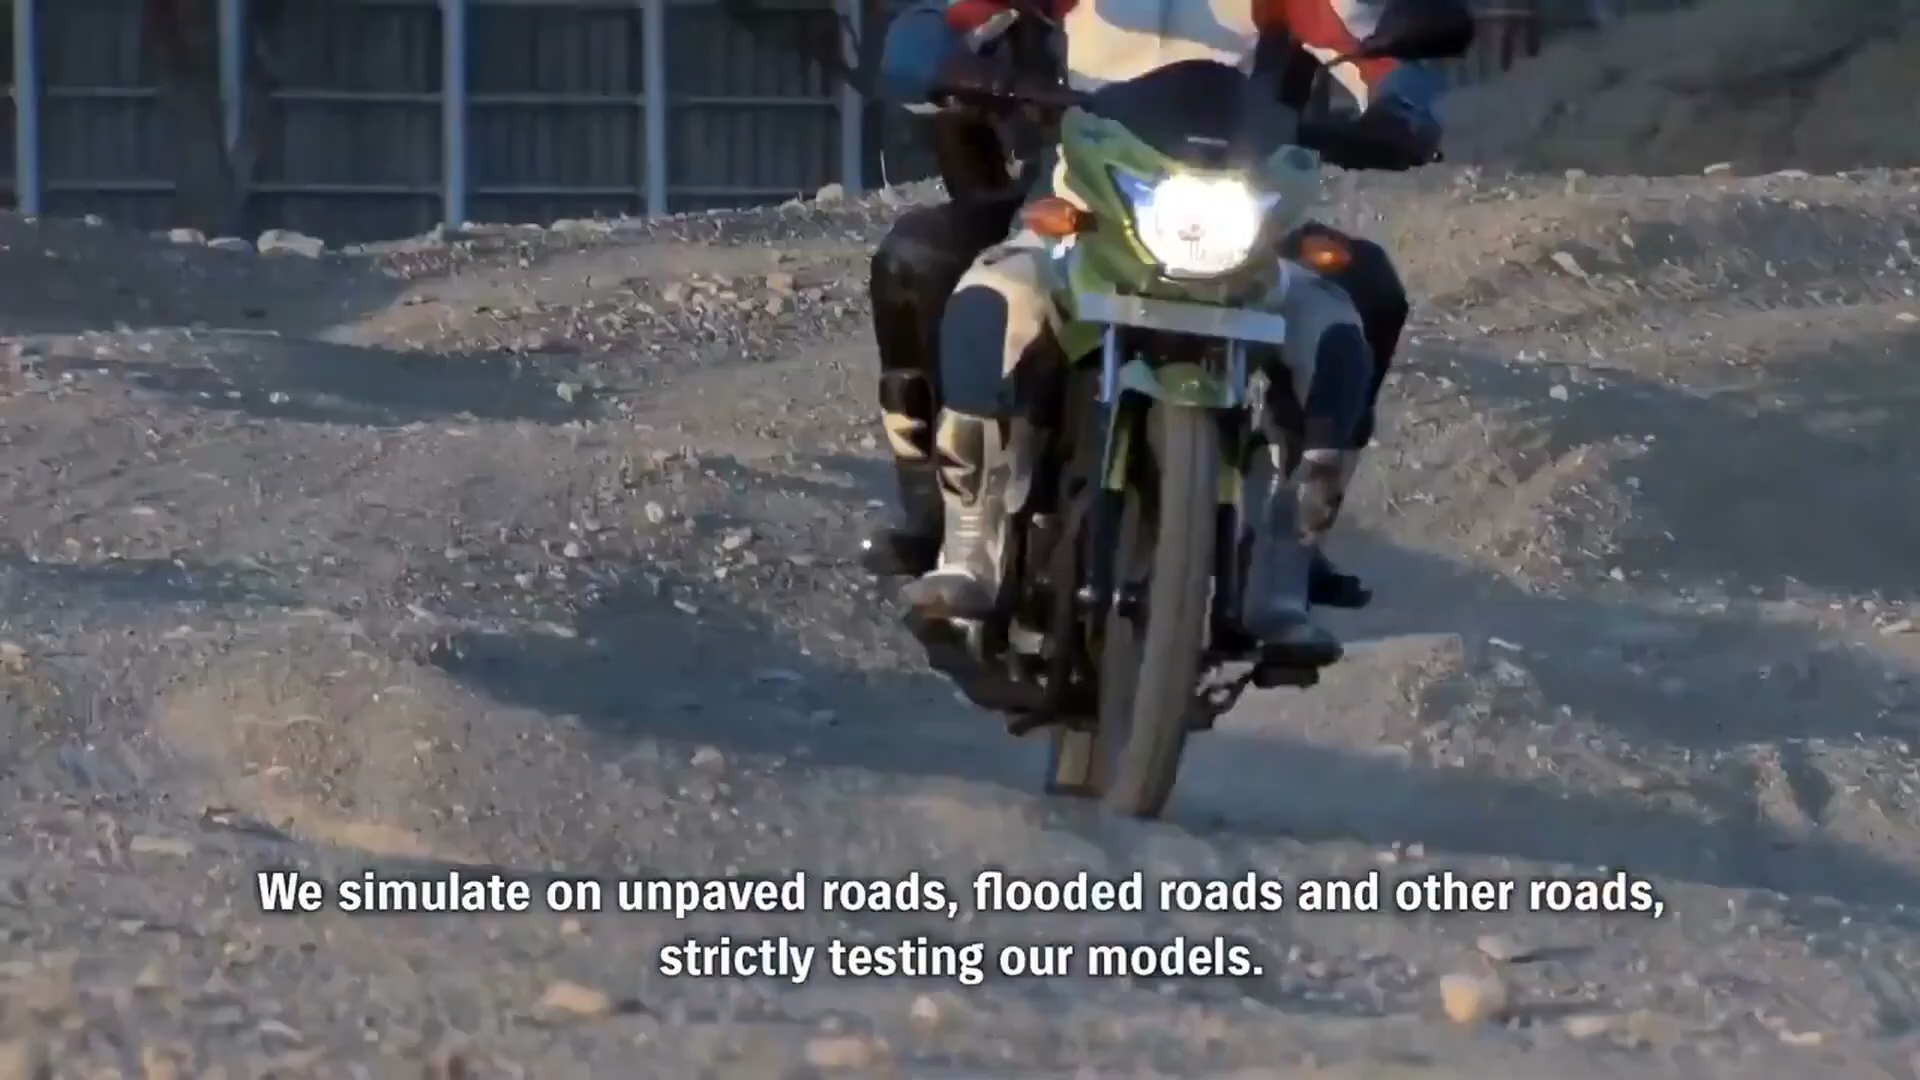 We simulate on unpaved roads, flooded roads and other roads,
strictly testing our models.